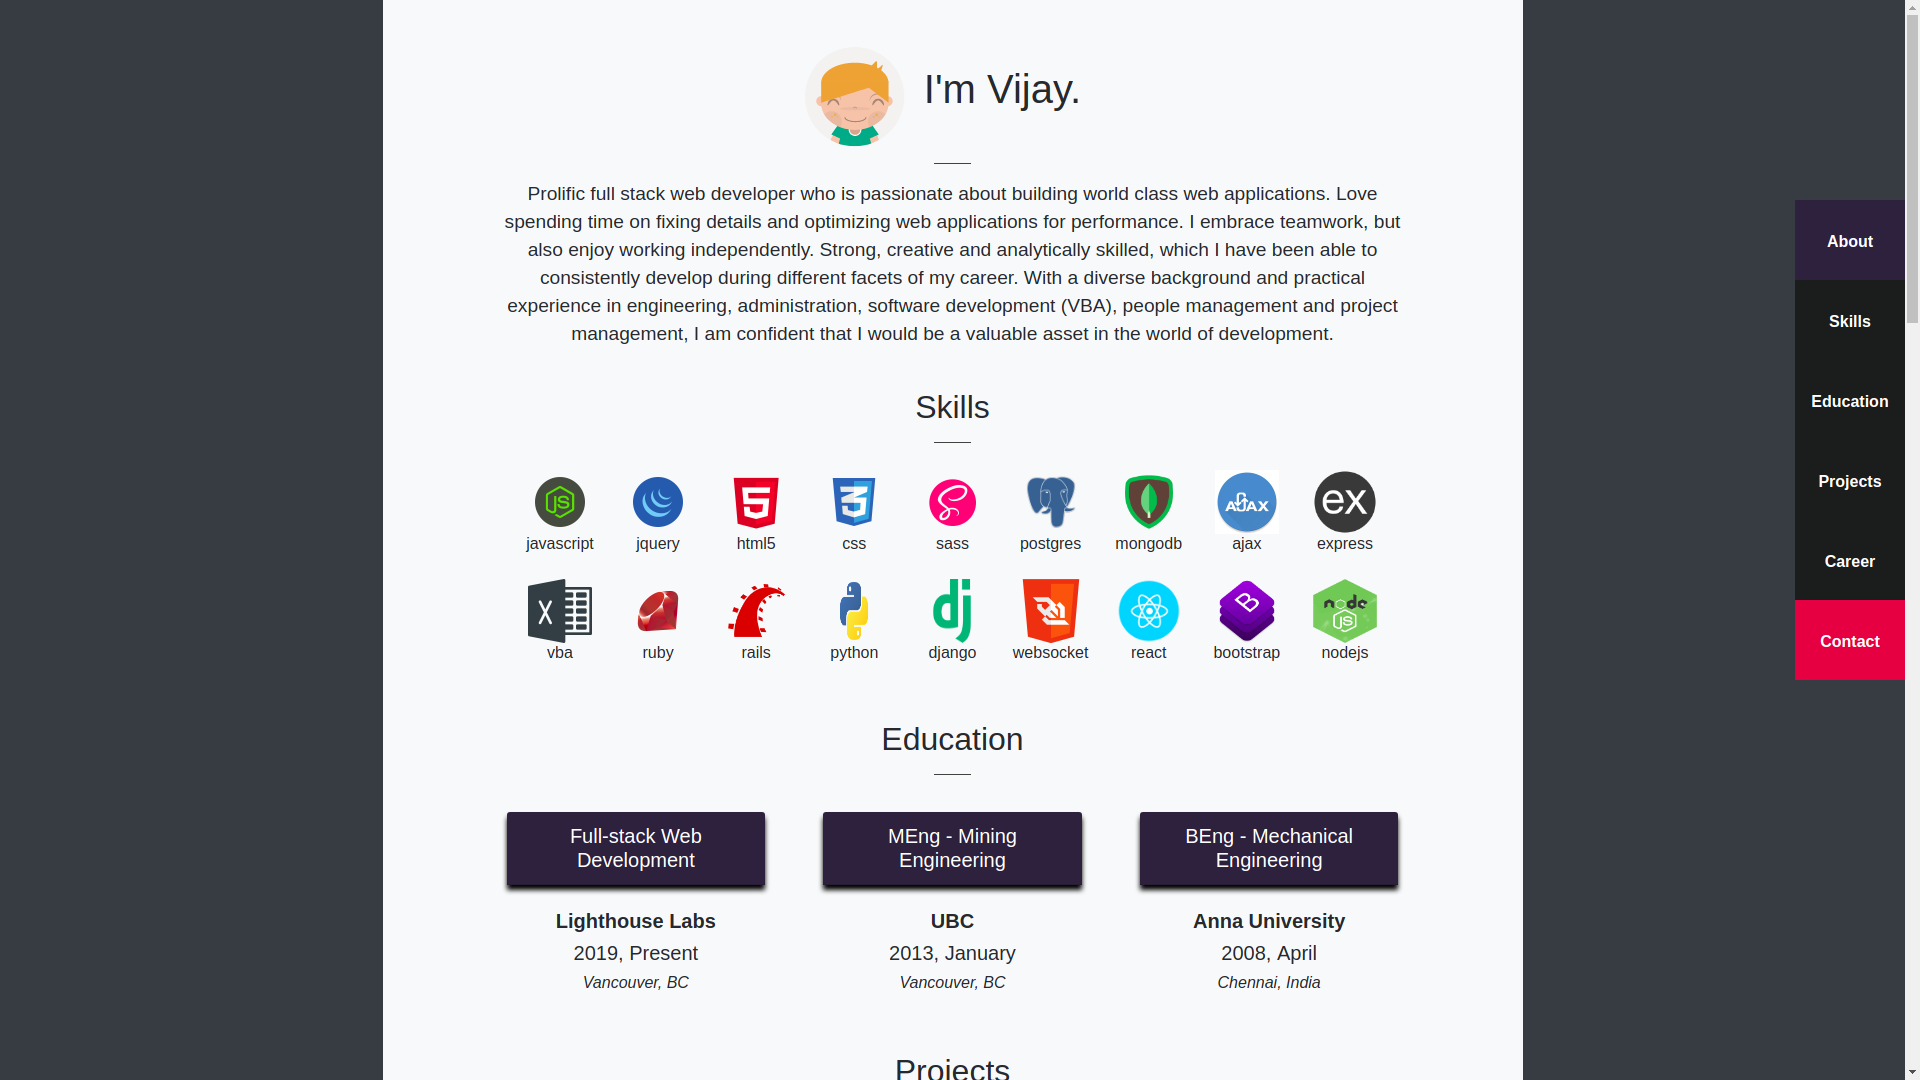 I'm Vijay.
Prolific full stack web developer who is passionate about building world class web applications. Love
spending time on fixing details and optimizing web applications for performance. I embrace teamwork, but
also enjoy working independently. Strong, creative and analytically skilled, which I have been able to
consistently develop during different facets of my career. With a diverse background and practical
experience in engineering, administration, software development (VBA), people management and project
management, I am confident that I would be a valuable asset in the world of development.
Skills
JS
AJAX
ex
javascript jquery html5 css sass postgres mongodb ajax express
X
dj
B
node
JS
vba ruby rails python django websocket react bootstrap nodejs
Education
Full-stack Web
Development
Lighthouse Labs
2019, Present
Vancouver, BC
MEng - Mining
Engineering
UBC
2013, January
Vancouver, BC
BEng - Mechanical
Engineering
Anna University
2008, April
Chennai, India
Projects
About
Skills
Education
Projects
Career
Contact